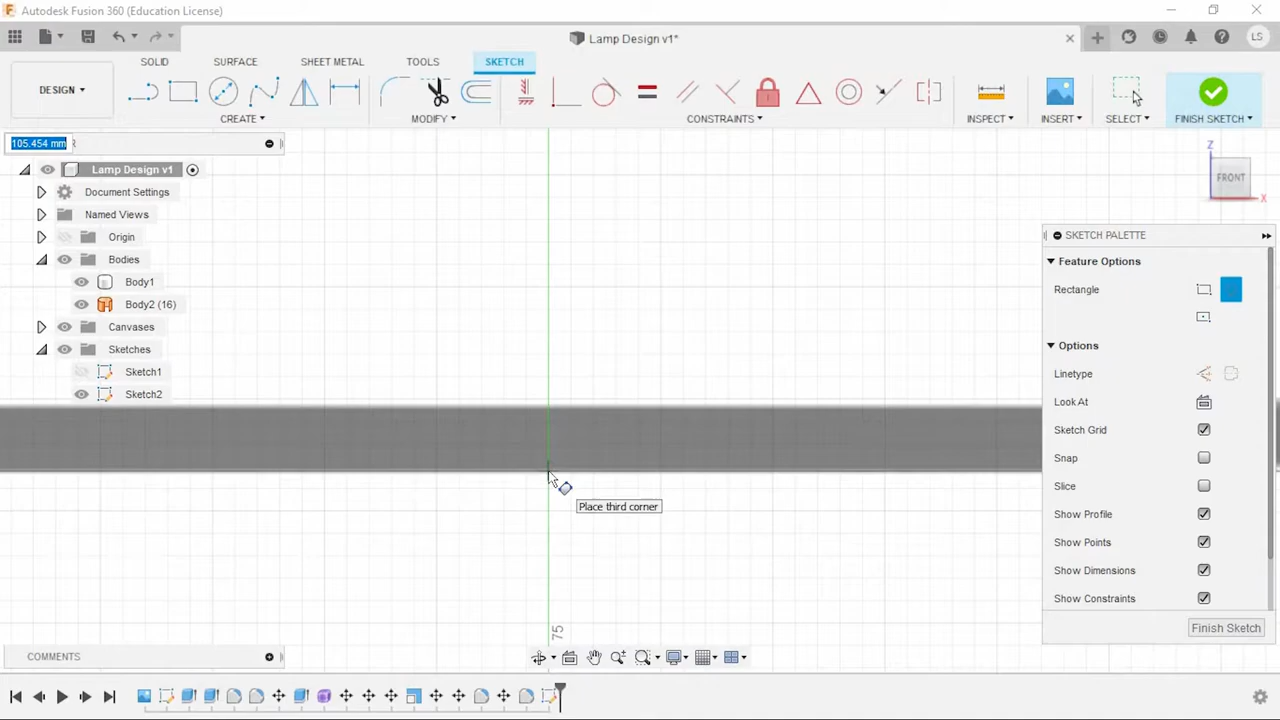 Autodesk Fusion 360 (Education License)
Lamp Design v1*
LS
DESIGN
SOLID
SURFACE
SHEET METAL
TOOLS
SKETCH
CREATE
MODIFY
CONSTRAINTS
INSPECT
INSERT
SELECT
FINISH SKETCH
105.454 mm
Lamp Design v1
Document Settings
Named Views
Origin
Bodies
Body1
Body2 (16)
Canvases
Sketches
Sketch1
Sketch2
Z
FRONT
X
SKETCH PALETTE
Feature Options
Rectangle
Options
Linetype
Look At
Sketch Grid
Snap
Slice
Show Profile
Show Points
Show Dimensions
Show Constraints
Finish Sketch
Place third corner
75
COMMENTS